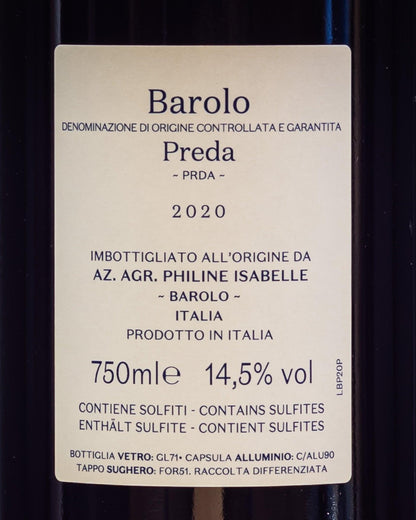 Barolo
DENOMINAZIONE DI ORIGINE CONTROLLATA E GARANTITA
Preda
~ PRDA ~
2020
IMBOTTIGLIATO ALL'ORIGINE DA
AZ. AGR. PHILINE ISABELLE
~ BAROLO ~
ITALIA
PRODOTTO IN ITALIA
750ml℮ 14,5% vol
LBP20P
CONTIENE SOLFITI - CONTAINS SULFITES
ENTHÄLT SULFITE - CONTIENT SULFITES
BOTTIGLIA VETRO: GL71• CAPSULA ALLUMINIO: C/ALU90
TAPPO SUGHERO: FOR51. RACCOLTA DIFFERENZIATA